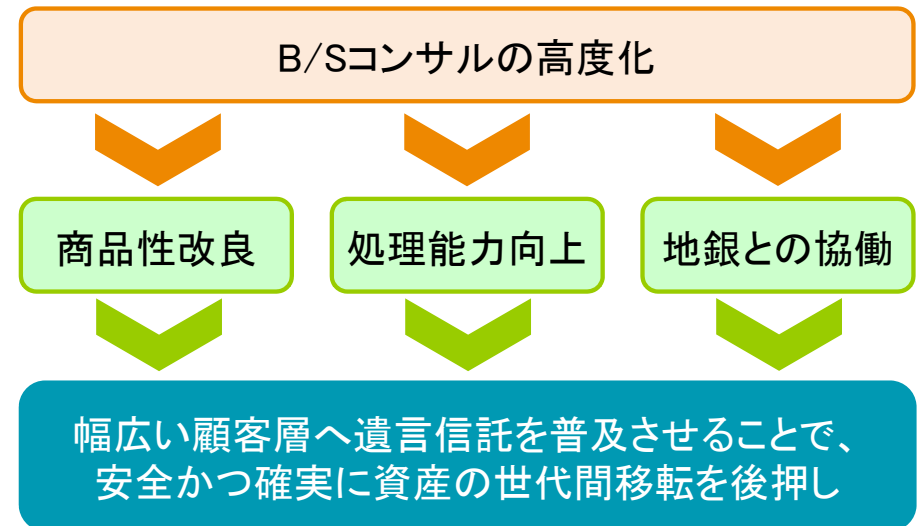 B/Sコンサルの高度化
商品性改良
処理能力向上
地銀との協働
幅広い顧客層へ遺言信託を普及させることで、
安全かつ確実に資産の世代間移転を後押し